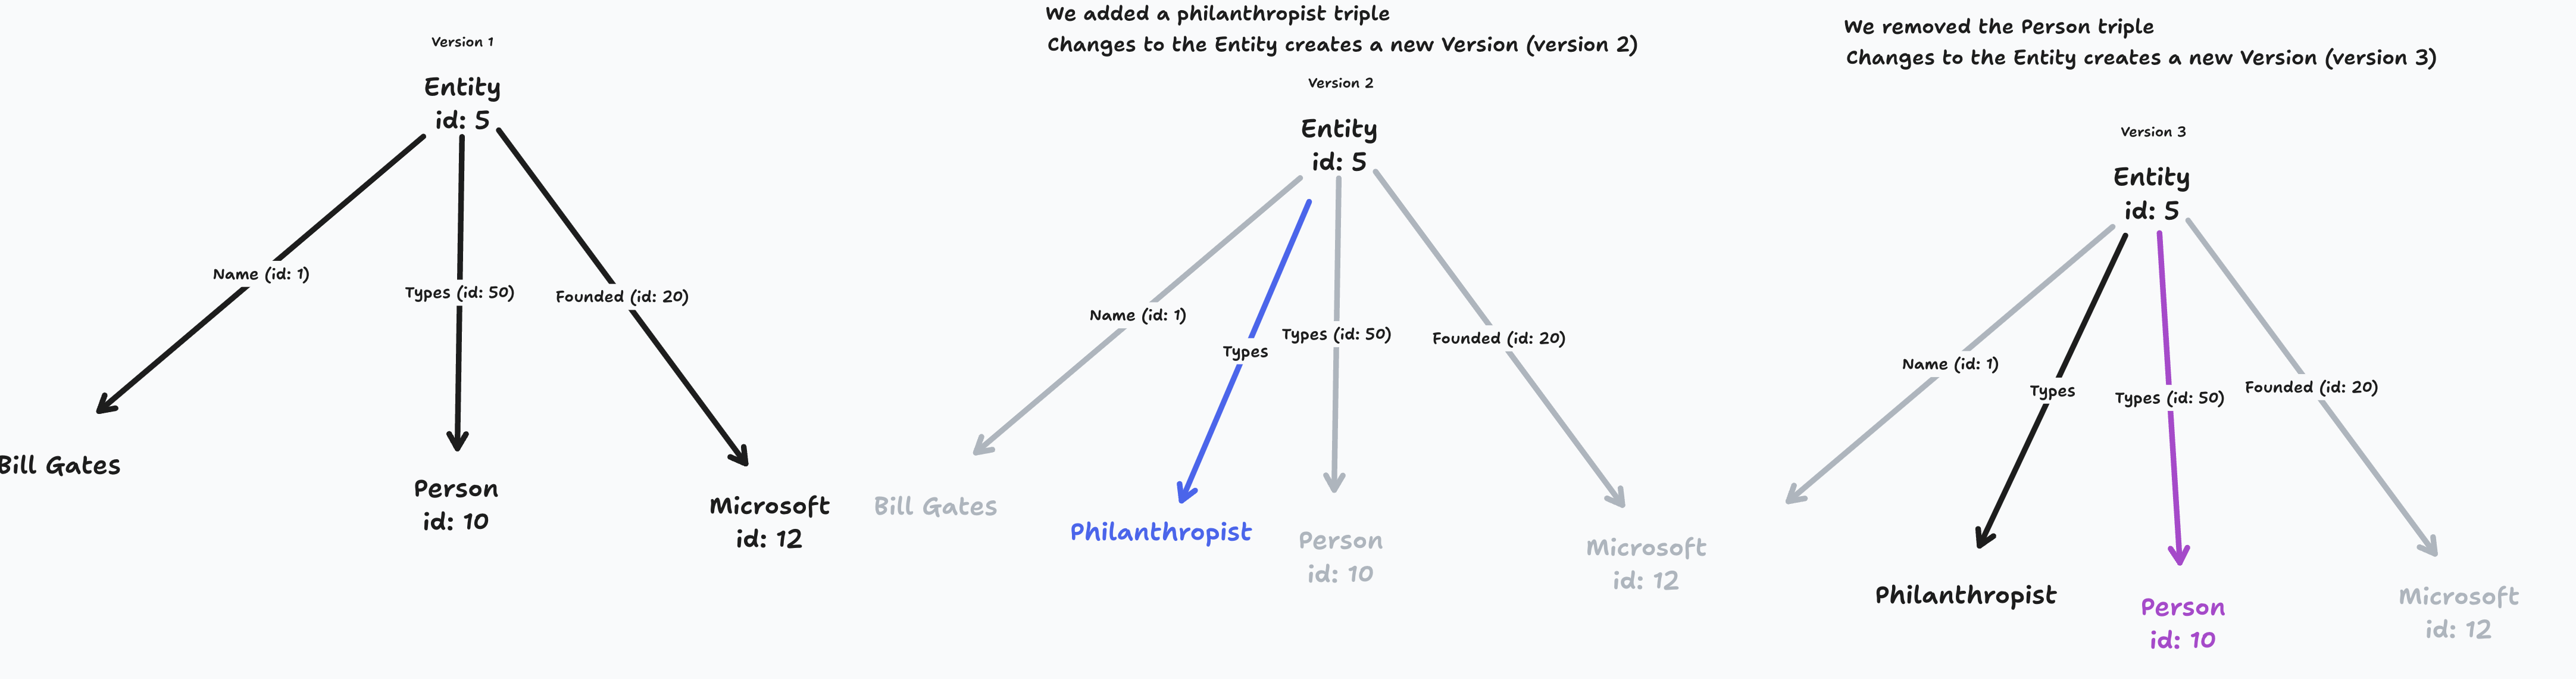 Version 1
Entity
id: 5
Name (id: 1)
Types (id: 50)
Founded (id: 20)
Bill Gates
Person
id: 10
Microsoft
id: 12
We added a philanthropist triple
Changes to the Entity creates a new Version (version 2)
Version 2
Entity
id: 5
Name (id: 1)
Types
Types (id: 50)
Founded (id: 20)
Bill Gates
Philanthropist
Person
id: 10
Microsoft
id: 12
We removed the Person triple
Changes to the Entity creates a new Version (version 3)
Version 3
Entity
id: 5
Name (id: 1)
Types
Types (id: 50)
Founded (id: 20)
Philanthropist
Person
id: 10
Microsoft
id: 12